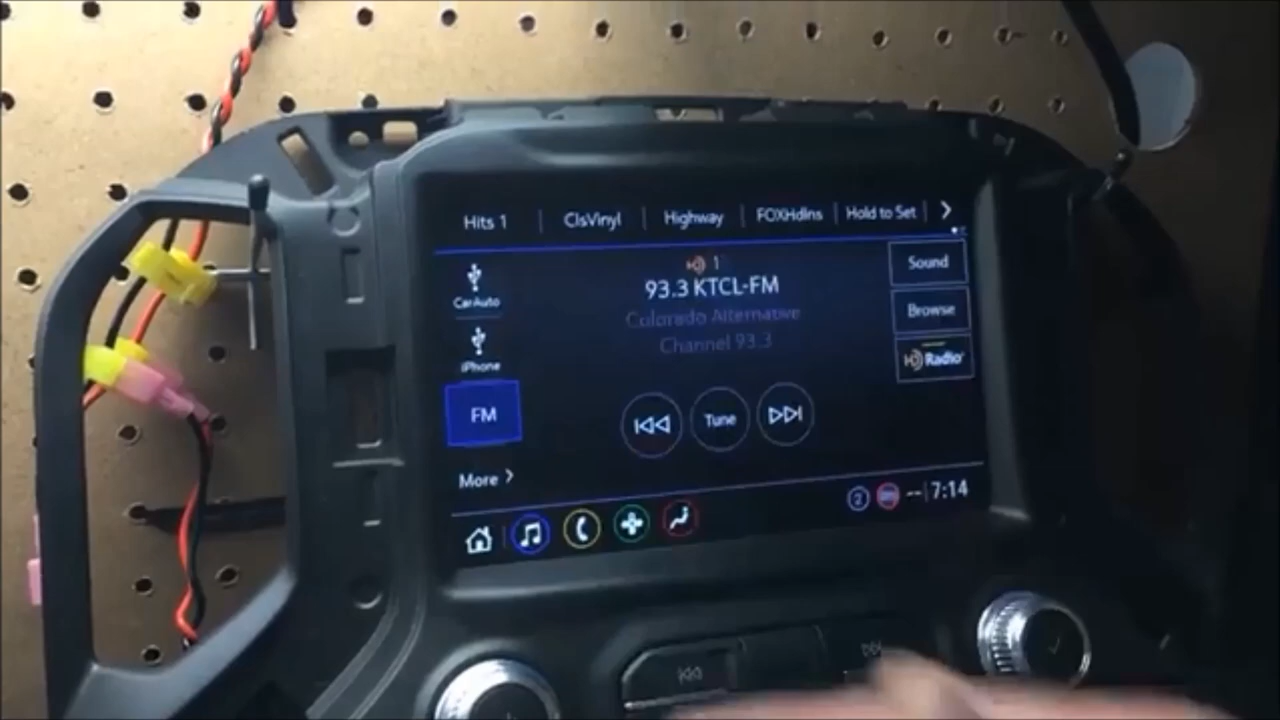 Hits 1
ClsVinyl
Highway
FOXHdlns
Hold to Set
CarAuto
iPhone
FM
More
1
93.3 KTCL-FM
Colorado Alternative
Channel 93.3
Tune
Sound
Browse
Radio
2
--
7:14